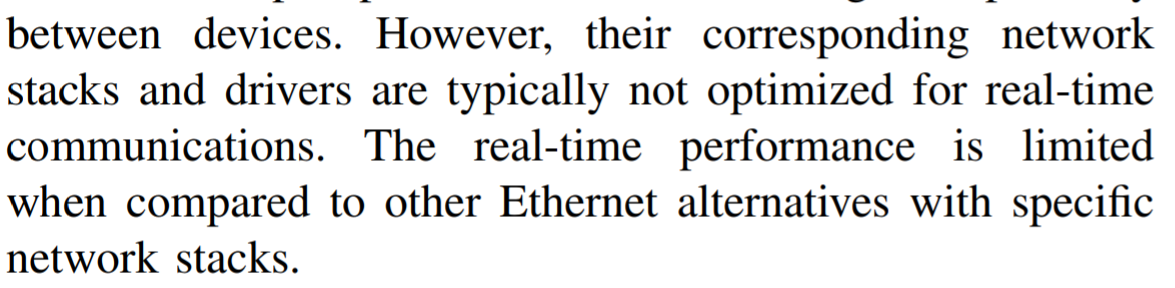 between devices. However, their corresponding network
stacks and drivers are typically not optimized for real-time
communications. The real-time performance is limited
when compared to other Ethernet alternatives with specific
network stacks.